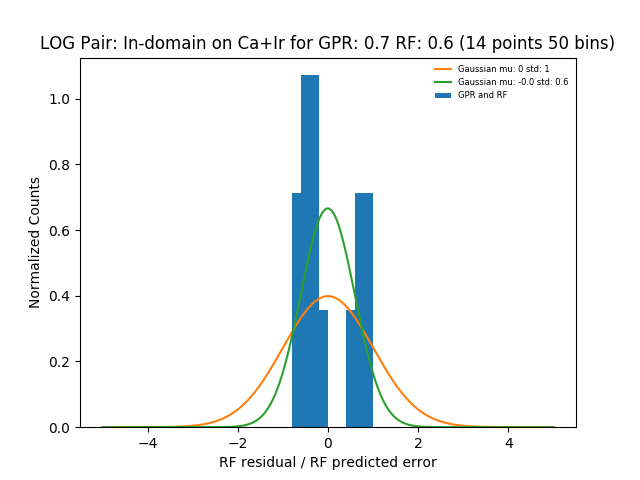 LOG Pair: In-domain on Ca+Ir for GPR: 0.7 RF: 0.6 (14 points 50 bins)
Gaussian mu: 0 std: 1
Gaussian mu: -0.0 std: 0.6
GPR and RF
Normalized Counts
1.0
0.8
0.6
0.4
0.2
0.0
−4 −2 0 2 4
RF residual / RF predicted error